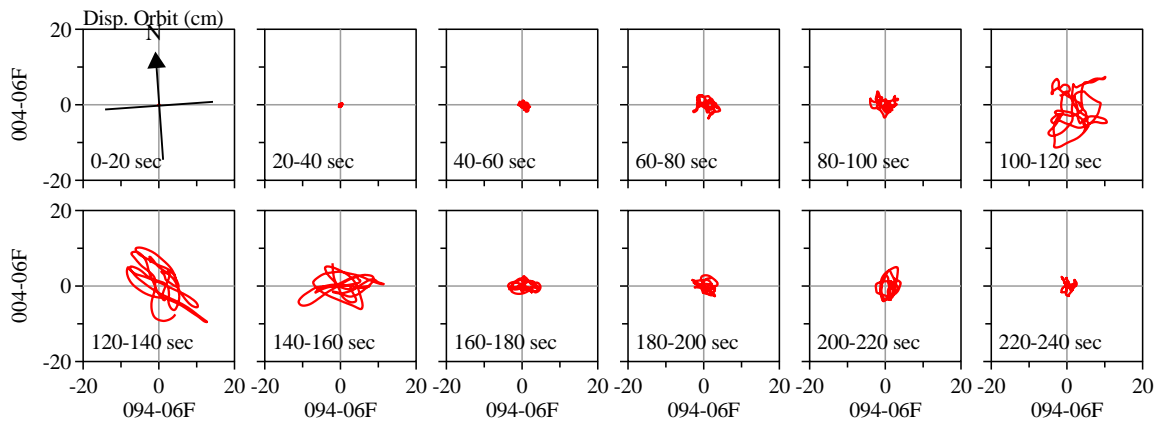 Disp. Orbit (cm)
N
20
0
-20
004-06F
0-20 sec
20-40 sec
40-60 sec
60-80 sec
80-100 sec
100-120 sec
20
0
-20
004-06F
120-140 sec
140-160 sec
160-180 sec
180-200 sec
200-220 sec
220-240 sec
-20 0 20 0 20 -20 0 20 -20 0 20 -20 0 20 -20 0 20
094-06F 094-06F 094-06F 094-06F 094-06F 094-06F